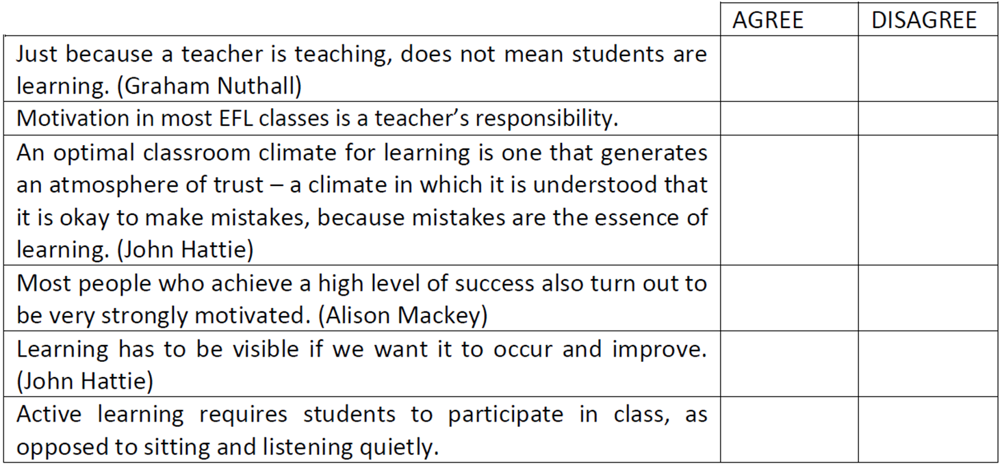 AGREE DISAGREE
Just because a teacher is teaching, does not mean students are
learning. (Graham Nuthall)
Motivation in most EFL classes is a teacher’s responsibility.
An optimal classroom climate for learning is one that generates
an atmosphere of trust – a climate in which it is understood that
it is okay to make mistakes, because mistakes are the essence of
learning. (John Hattie)
Most people who achieve a high level of success also turn out to
be very strongly motivated. (Alison Mackey)
Learning has to be visible if we want it to occur and improve.
(John Hattie)
Active learning requires students to participate in class, as
opposed to sitting and listening quietly.